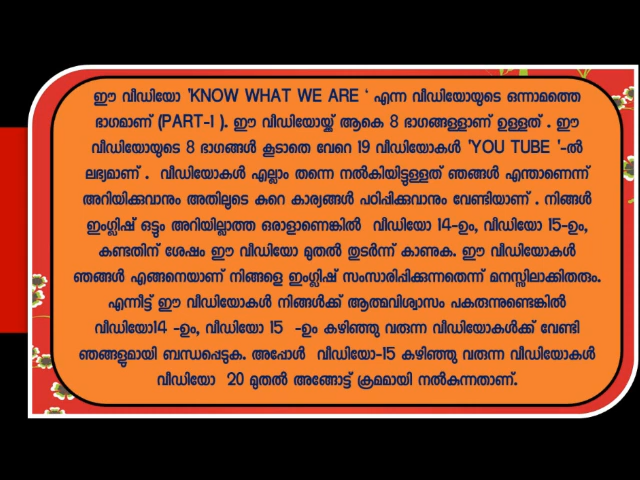 ഈ വീഡിയോ 'KNOW WHAT WE ARE ‘ എന്ന വീഡിയോയുടെ ഒന്നാമത്തെ
ഭാഗമാണ് (PART-I ). ഈ വീഡിയോയ്ക്ക് ആകെ 8 ഭാഗങ്ങള്ളാണ് ഉള്ളത് . ഈ
വീഡിയോയുടെ 8 ഭാഗങ്ങൾ കൂടാതെ വേറെ 19 വീഡിയോകൾ 'YOU TUBE '-ൽ
ലഭ്യമാണ് . വീഡിയോകൾ എല്ലാം തന്നെ നൽകിയിട്ടുള്ളത് ഞങ്ങൾ എന്താണെന്ന്
അറിയിക്കുവാനും അതിലൂടെ കുറെ കാര്യങ്ങൾ പഠിപ്പിക്കുവാനും വേണ്ടിയാണ് . നിങ്ങൾ
ഇംഗ്ലിഷ് ഒട്ടും അറിയില്ലാത്ത ഒരാളാണെങ്കിൽ വീഡിയോ 14-ഉം, വീഡിയോ 15-ഉം,
കണ്ടതിന് ശേഷം ഈ വീഡിയോ മുതൽ തുടർന്ന് കാണുക. ഈ വീഡിയോകൾ
ഞങ്ങൾ എങ്ങനെയാണ് നിങ്ങളെ ഇംഗ്ലിഷ് സംസാരിപ്പിക്കുന്നതെന്ന് മനസ്സിലാക്കിതരും.
എന്നീട്ട് ഈ വീഡിയോകൾ നിങ്ങൾക്ക് ആത്മവിശ്വാസം പകരുന്നുണ്ടെങ്കിൽ
വീഡിയോ14 -ഉം, വീഡിയോ 15 -ഉം കഴിഞ്ഞു വരുന്ന വീഡിയോകൾക്ക് വേണ്ടി
ഞങ്ങളുമായി ബന്ധപ്പെടുക. അപ്പോൾ വീഡിയോ-15 കഴിഞ്ഞു വരുന്ന വീഡിയോകൾ
വീഡിയോ 20 മുതൽ അങ്ങോട്ട് ക്രമമായി നൽകുന്നതാണ്.